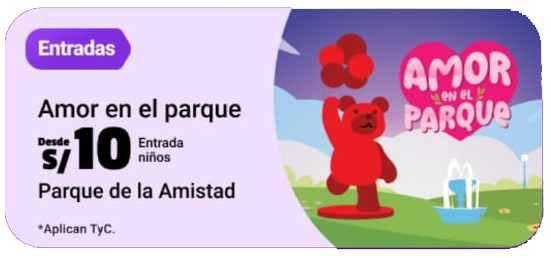 Entradas
Amor en el parque
Desde
S/10 Entrada
niños
Parque de la Amistad
*Aplican TyC.
AMOR
EN EL
PARQUE